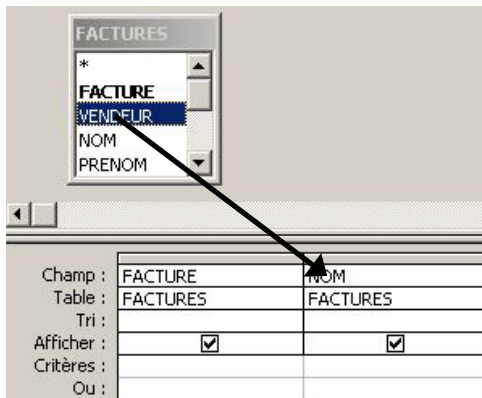 FACTURES
*
FACTURE
VENDEUR
NOM
PRENOM
Champ : FACTURE NOM
Table : FACTURES FACTURES
Tri :
Afficher :
Critères :
Ou :